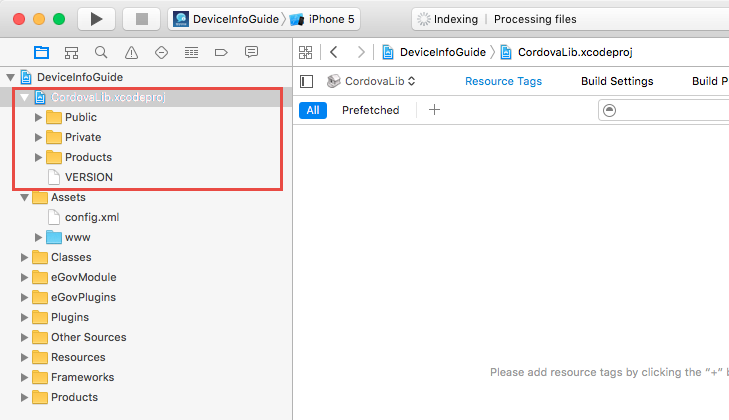 DeviceInfoGuide iPhone 5
Indexing | Processing files
DeviceInfoGuide
CordovaLib.xcodeproj
Public
Private
Products
VERSION
Assets
config.xml
www
Classes
eGovModule
eGovPlugins
Plugins
Other Sources
Resources
Frameworks
Products
DeviceInfoGuide CordovaLib.xcodeproj
CordovaLib Resource Tags Build Settings Build P
All Prefetched
Please add resource tags by clicking the "+" b